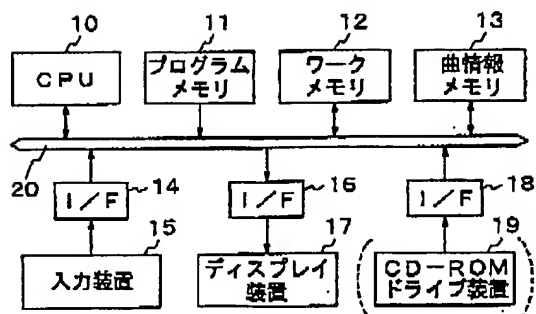 10
11
12
13
CPU
プログラム
メモリ
ワーク
メモリ
曲情報
メモリ
20
I/F
14
I/F
16
I/F
18
15
入力装置
17
ディスプレイ
装置
19
CD-ROM
ドライブ装置